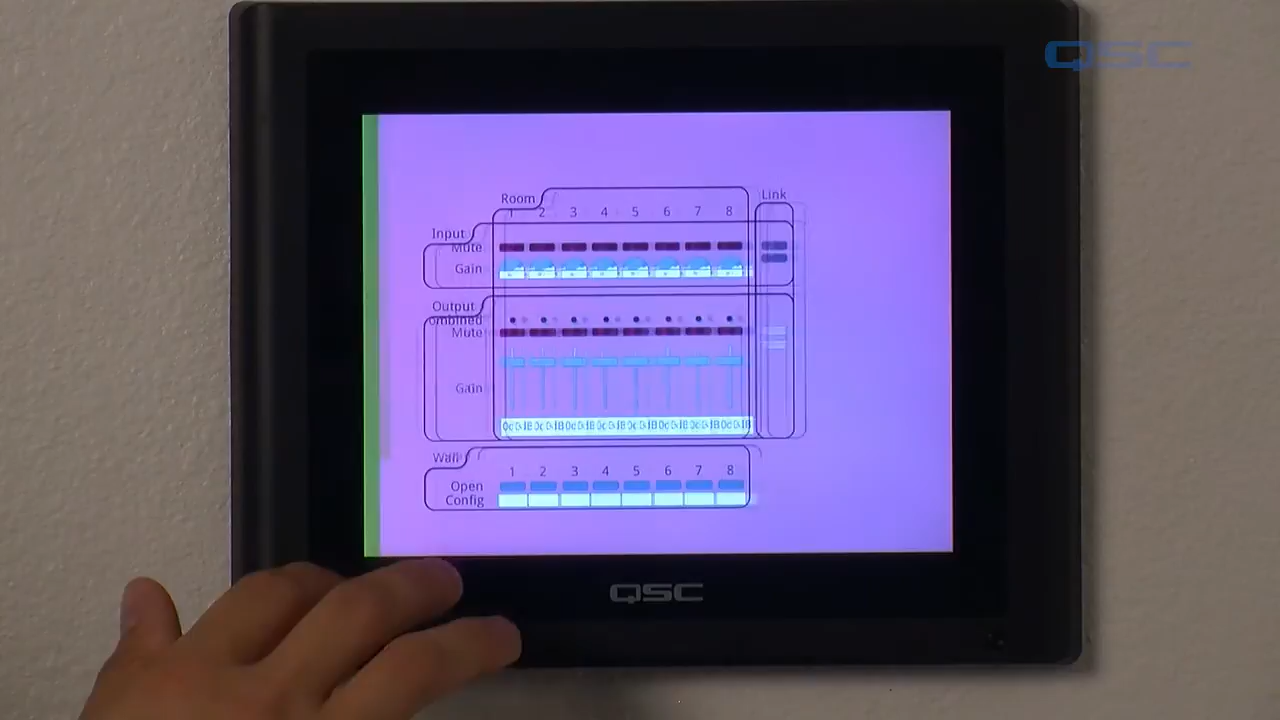 QSC
Room
Link
1 2 3 4 5 6 7 8
Input
Mute
Gain
Output
Combined
Mute
Gain
Wall
1 2 3 4 5 6 7 8
Open
Config
QSC